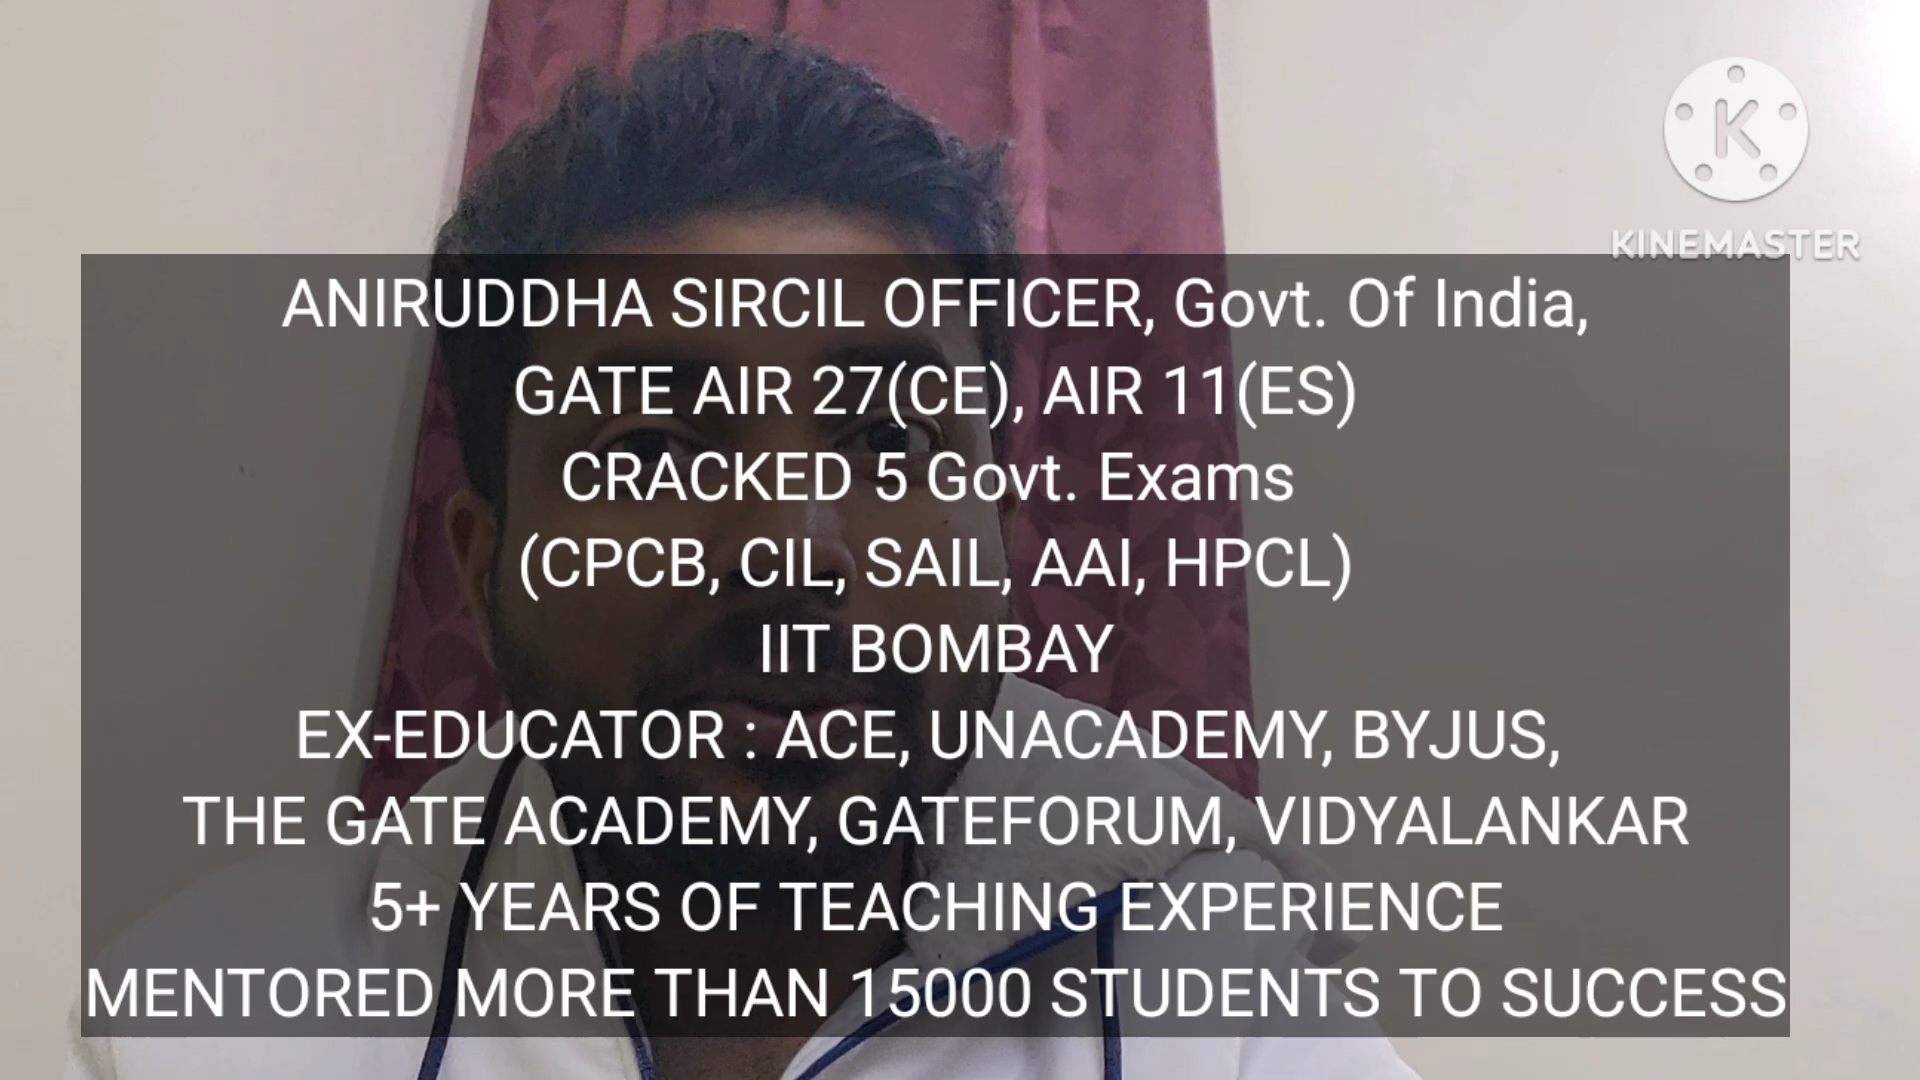 K
KINEMASTER
ANIRUDDHA SIRCIL OFFICER, Govt. Of India,
GATE AIR 27(CE), AIR 11(ES)
CRACKED 5 Govt. Exams
(CPCB, CIL, SAIL, AAI, HPCL)
IIT BOMBAY
EX-EDUCATOR : ACE, UNACADEMY, BYJUS,
THE GATE ACADEMY, GATEFORUM, VIDYALANKAR
5+ YEARS OF TEACHING EXPERIENCE
MENTORED MORE THAN 15000 STUDENTS TO SUCCESS